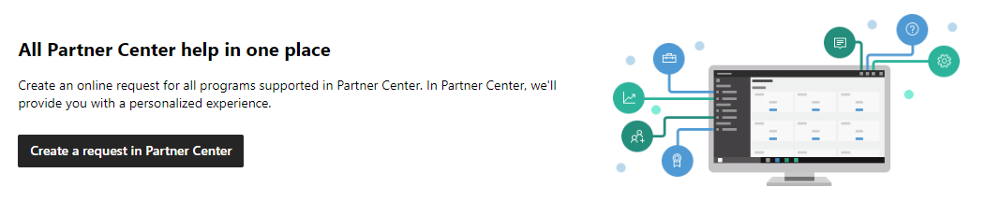 All Partner Center help in one place
Create an online request for all programs supported in Partner Center. In Partner Center, we'll
provide you with a personalized experience.
Create a request in Partner Center